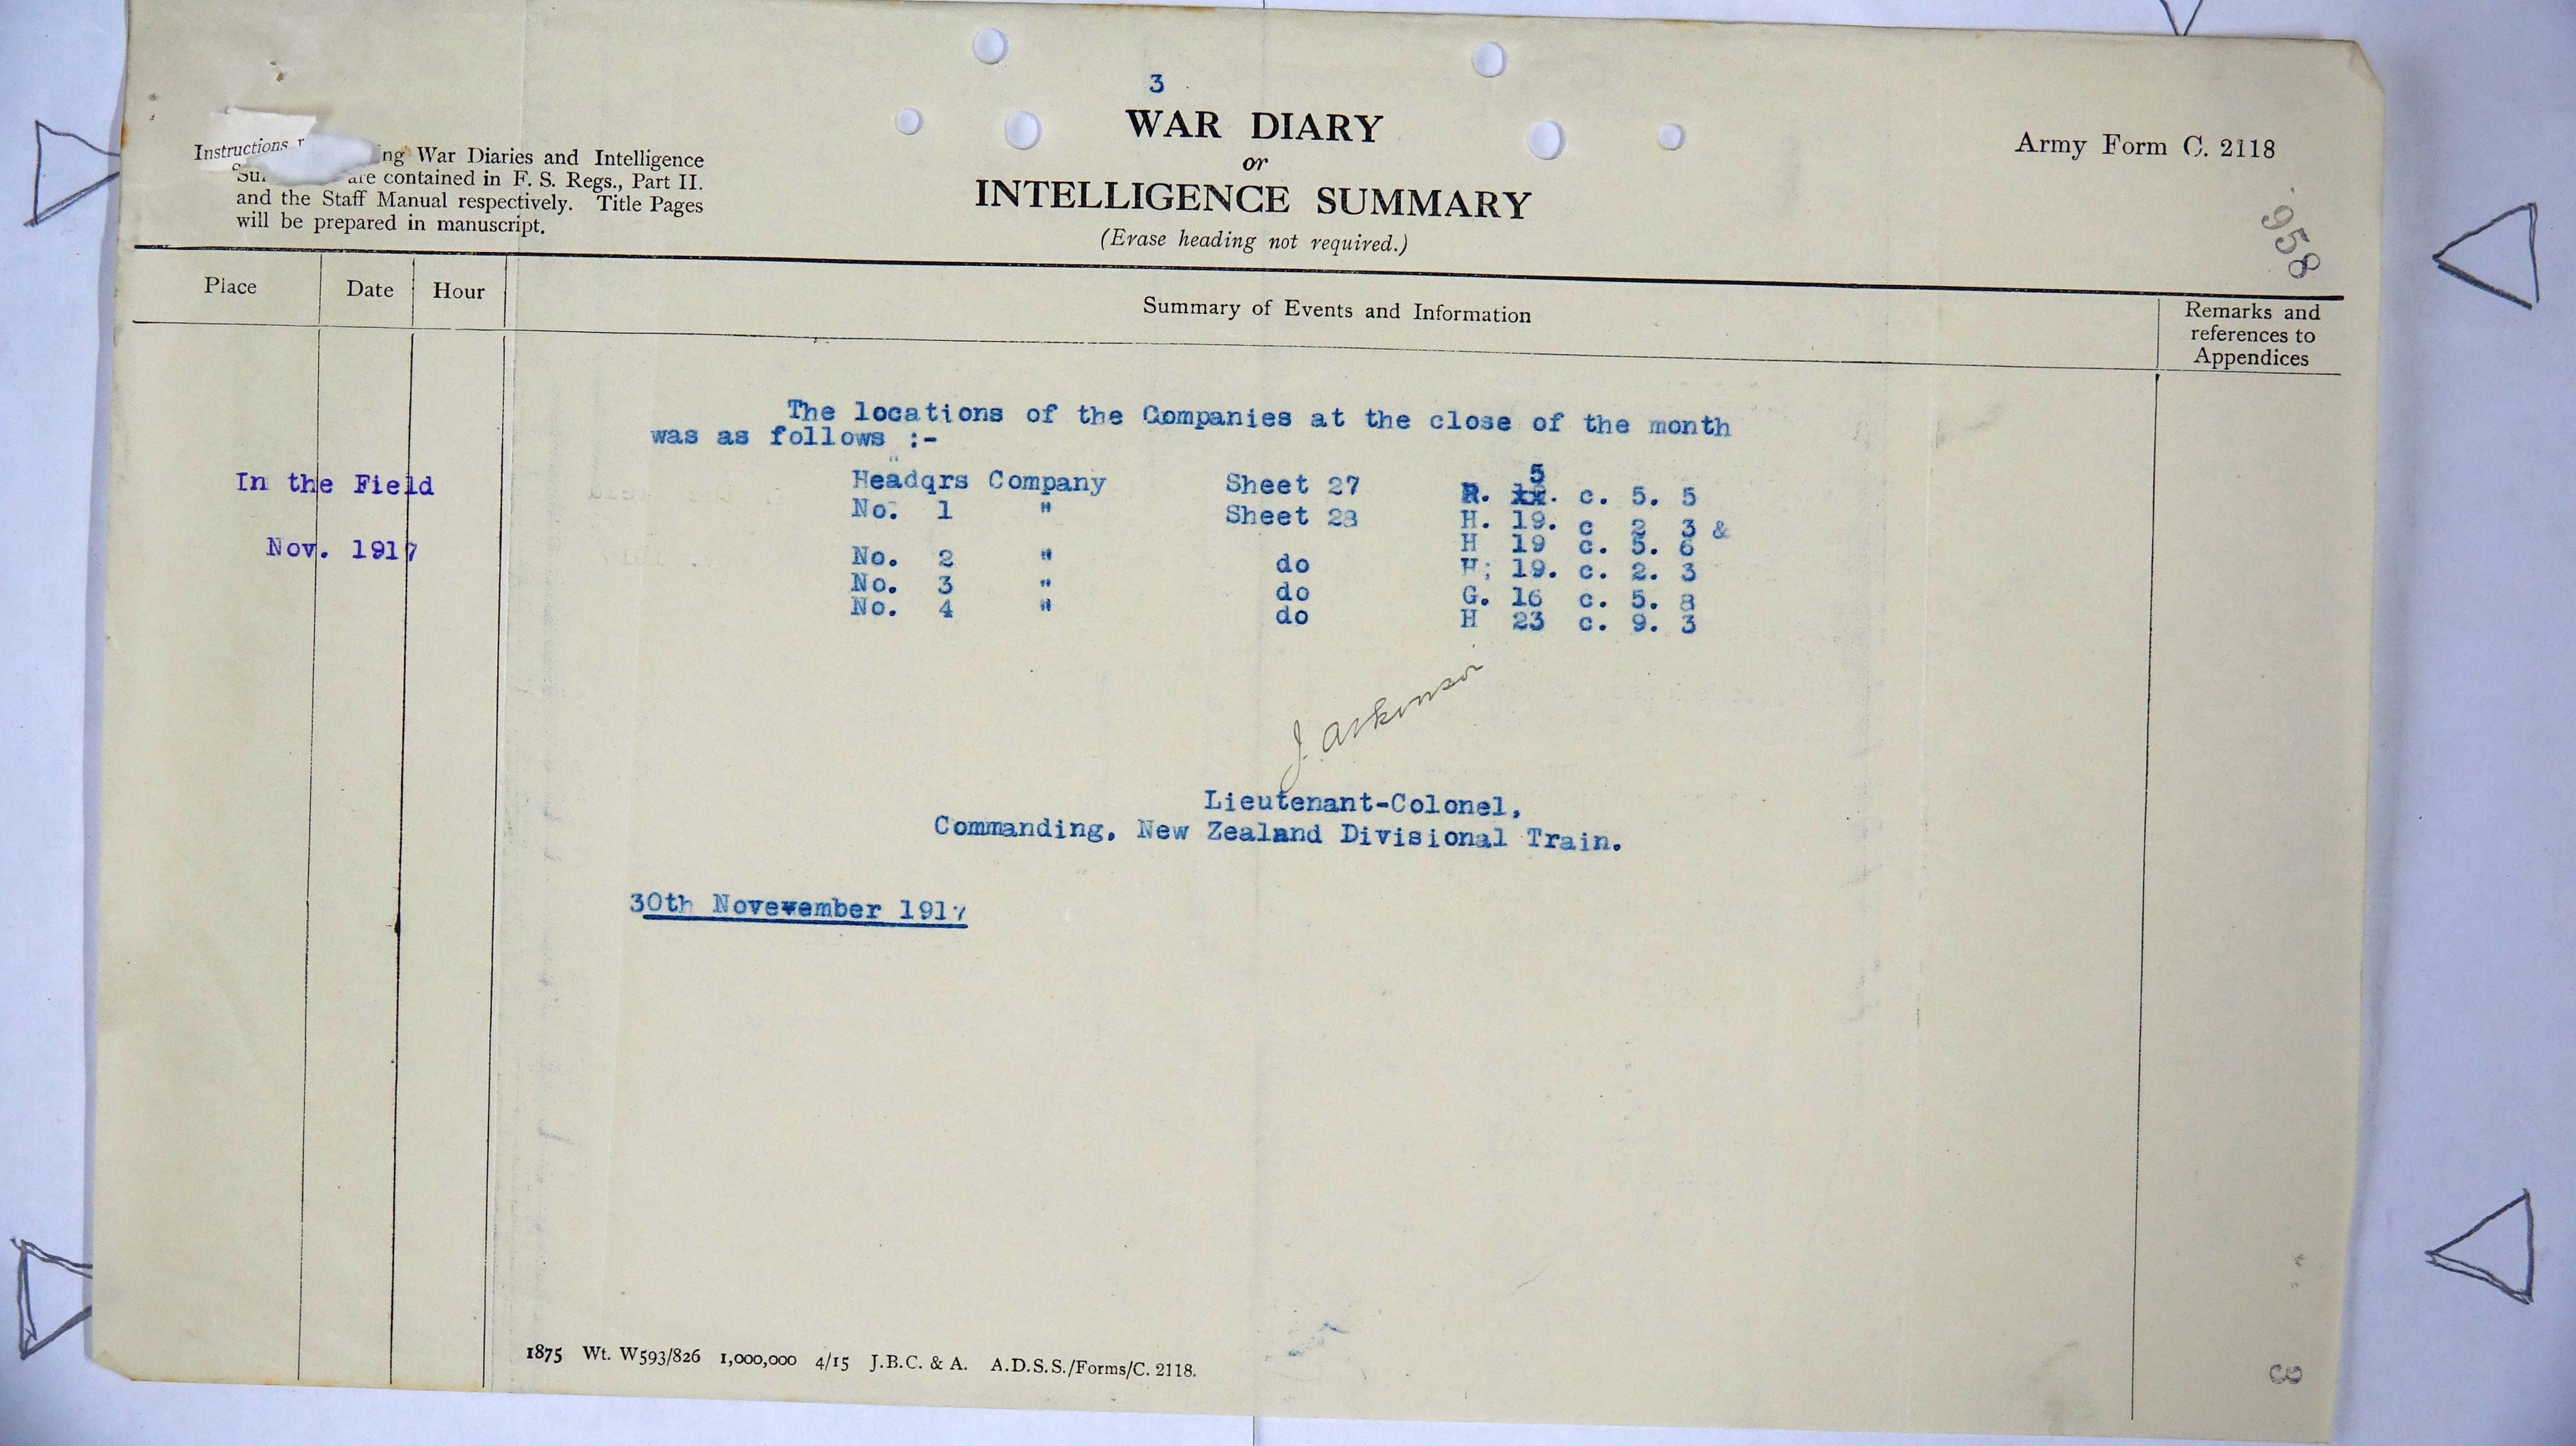 3
WAR DIARY
or
INTELLIGENCE SUMMARY
(Erase heading not required.)
Army Form C. 2118
958
Instructions ing War Diaries and Intelligence
are contained in F. S. Regs., Part II.
and the Staff Manual respectively. Title Pages
will be prepared in manuscript.
Place Date Hour Summary of Events and Information Remarks and
references to
Appendices
The locations of the Companies at the close of the month
was as follows :-
In the Field
Nov. 1917
Headqrs Company Sheet 27 R. 5 c. 5. 5
No. 1 " Sheet 28 H. 19. c 2 3 &
H 19 c. 5. 6
No. 2 " do H; 19. c. 2. 3
No. 3 " do G. 16 c. 5. 8
No. 4 " do H 23 c. 9. 3
J. Atkinson
Lieutenant-Colonel,
Commanding. New Zealand Divisional Train.
30th Novevember 1917
1875 Wt. W593/826 1,000,000 4/15 J.B.C. & A. A.D.S.S./Forms/C. 2118.
3